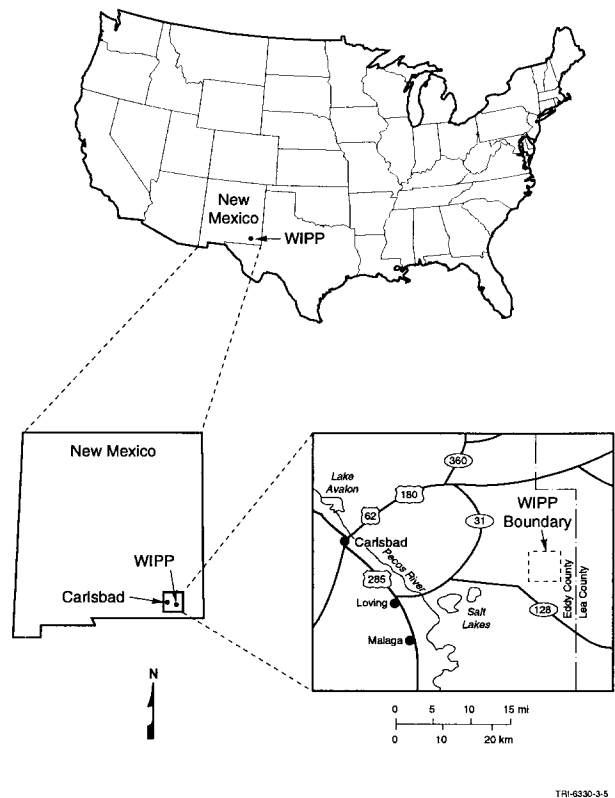 New
Mexico
WIPP
New Mexico
WIPP
Carlsbad
N
360
Lake
Avalon
180
62
31
WIPP
Boundary
Carlsbad
Pecos River
285
Eddy County
Lea County
Loving
Salt
Lakes
128
Malaga
0 5 10 15 mi
0 10 20 km
TRI-6330-3-5